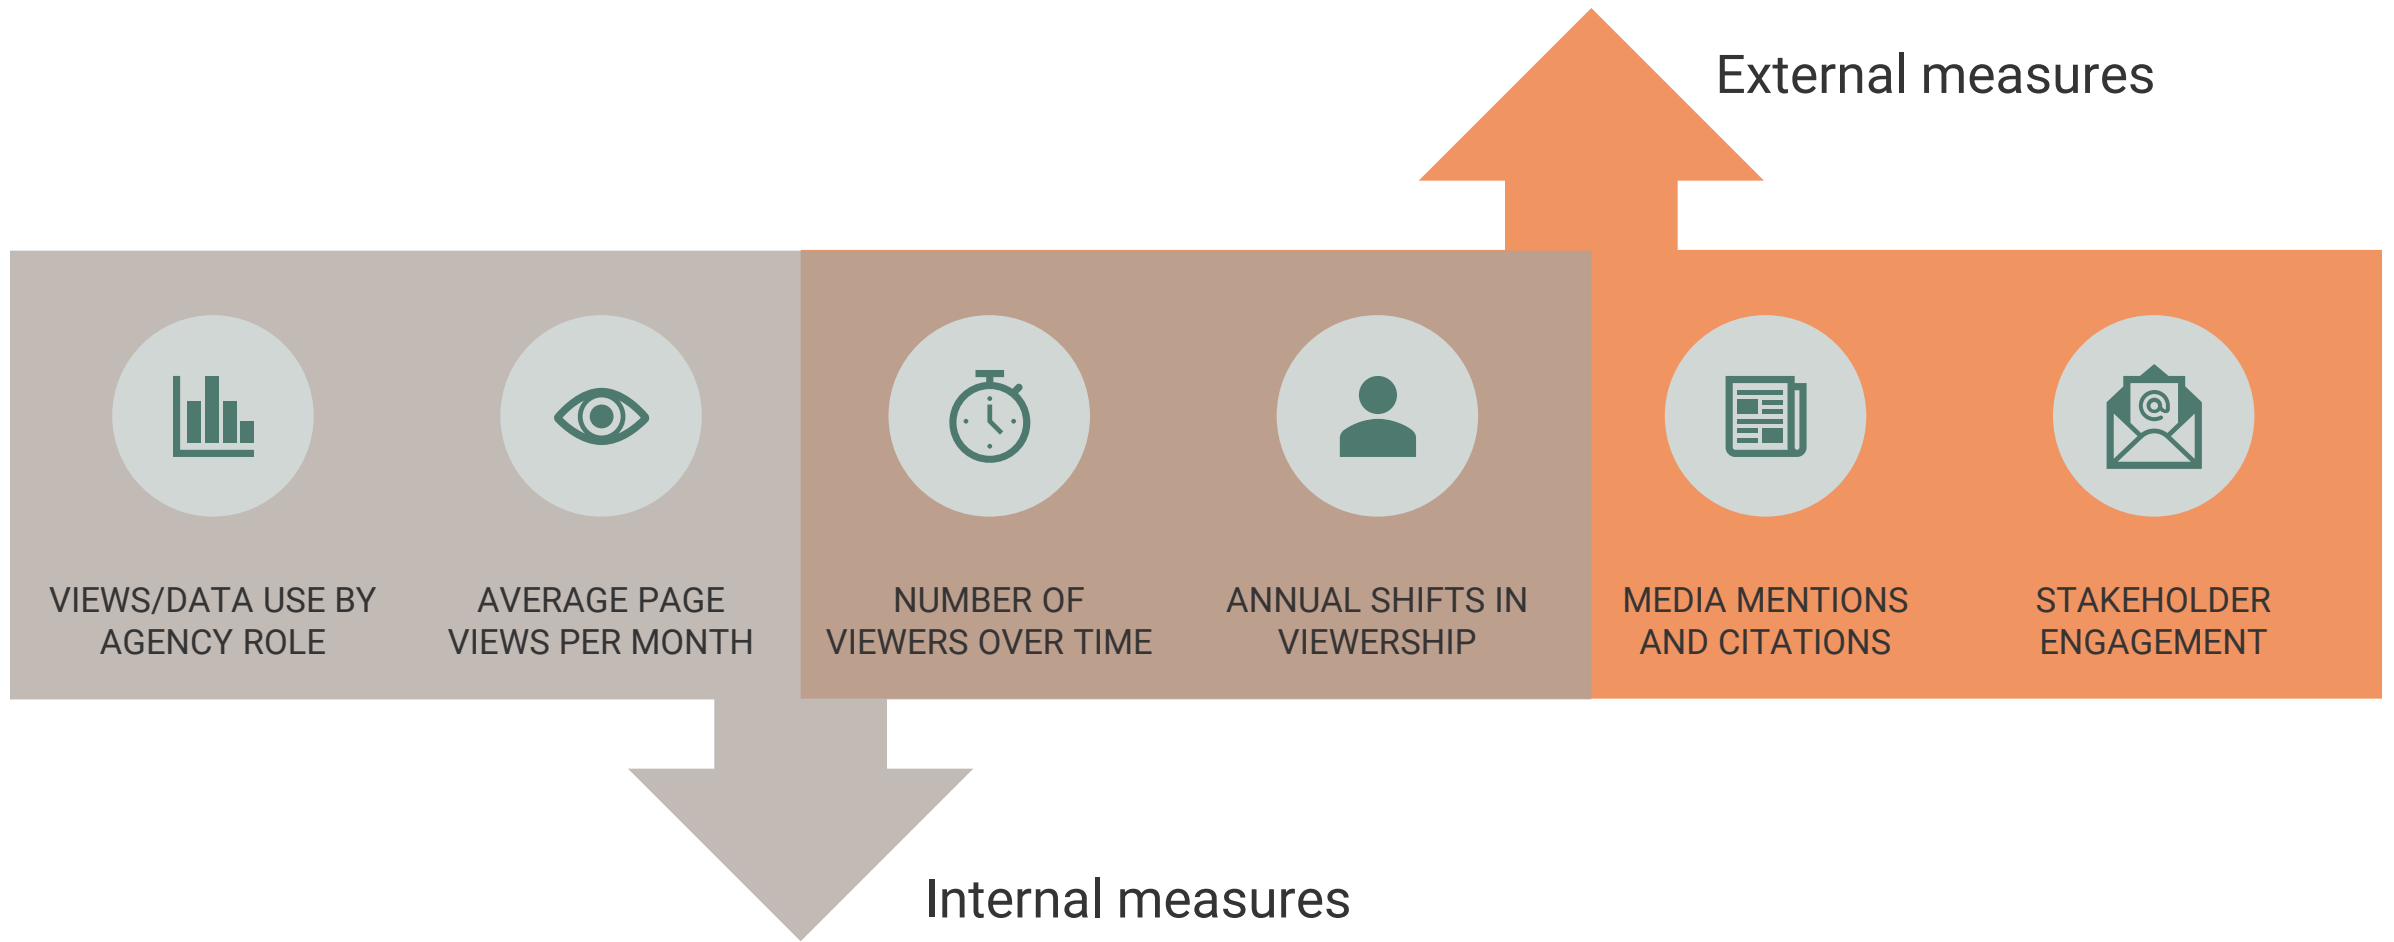 External measures
VIEWS/DATA USE BY
AGENCY ROLE
AVERAGE PAGE
VIEWS PER MONTH
NUMBER OF
VIEWERS OVER TIME
ANNUAL SHIFTS IN
VIEWERSHIP
MEDIA MENTIONS
AND CITATIONS
@
STAKEHOLDER
ENGAGEMENT
Internal measures